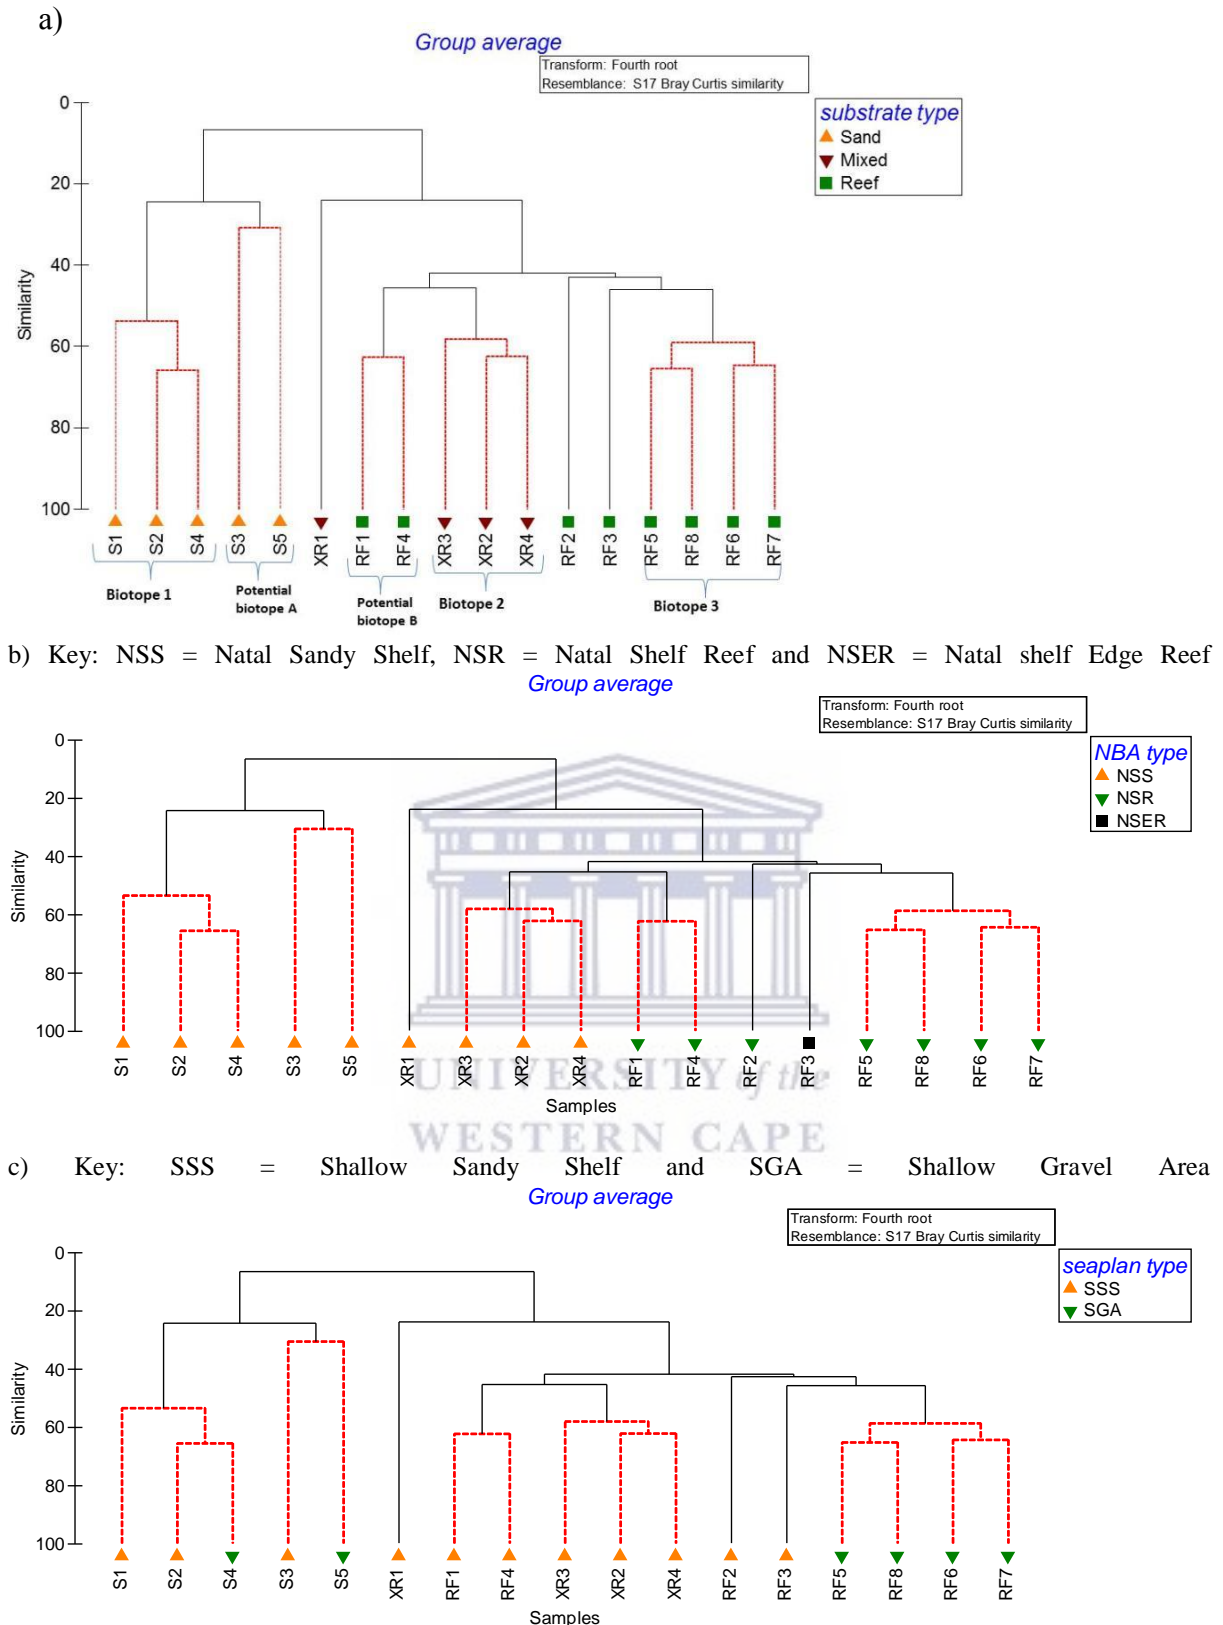 a)
Group average
Transform: Fourth root
Resemblance: S17 Bray Curtis similarity
substrate type
Sand
Mixed
Reef
0
20
40
60
80
100
Similarity
S1 S2 S4 S3 S5 XR1 RF1 RF4 XR3 XR2 XR4 RF2 RF3 RF5 RF8 RF6 RF7
Biotope 1
Potential
biotope A
Potential
biotope B
Biotope 2
Biotope 3
b) Key: NSS = Natal Sandy Shelf, NSR = Natal Shelf Reef and NSER = Natal shelf Edge Reef
Group average
Transform: Fourth root
Resemblance: S17 Bray Curtis similarity
NBA type
NSS
NSR
NSER
0
20
40
60
80
100
Similarity
S1 S2 S4 S3 S5 XR1 XR3 XR2 XR4 RF1 RF4 RF2 RF3 RF5 RF8 RF6 RF7
Samples
UNIVERSITY of the
WESTERN CAPE
c) Key: SSS = Shallow Sandy Shelf and SGA = Shallow Gravel Area
Group average
Transform: Fourth root
Resemblance: S17 Bray Curtis similarity
seaplan type
SSS
SGA
0
20
40
60
80
100
Similarity
S1 S2 S4 S3 S5 XR1 RF1 RF4 XR3 XR2 XR4 RF2 RF3 RF5 RF8 RF6 RF7
Samples